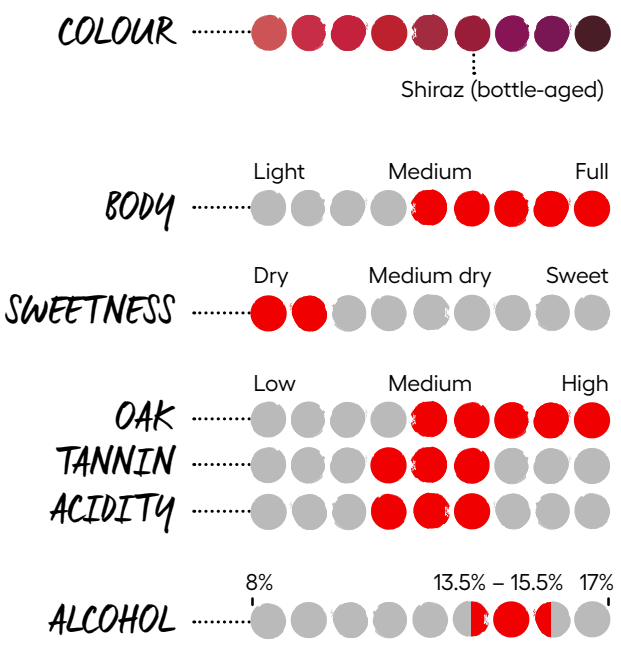 COLOUR
Shiraz (bottle-aged)
Light Medium Full
BODY
Dry Medium dry Sweet
SWEETNESS
Low Medium High
OAK
TANNIN
ACIDITY
8% 13.5% – 15.5% 17%
ALCOHOL